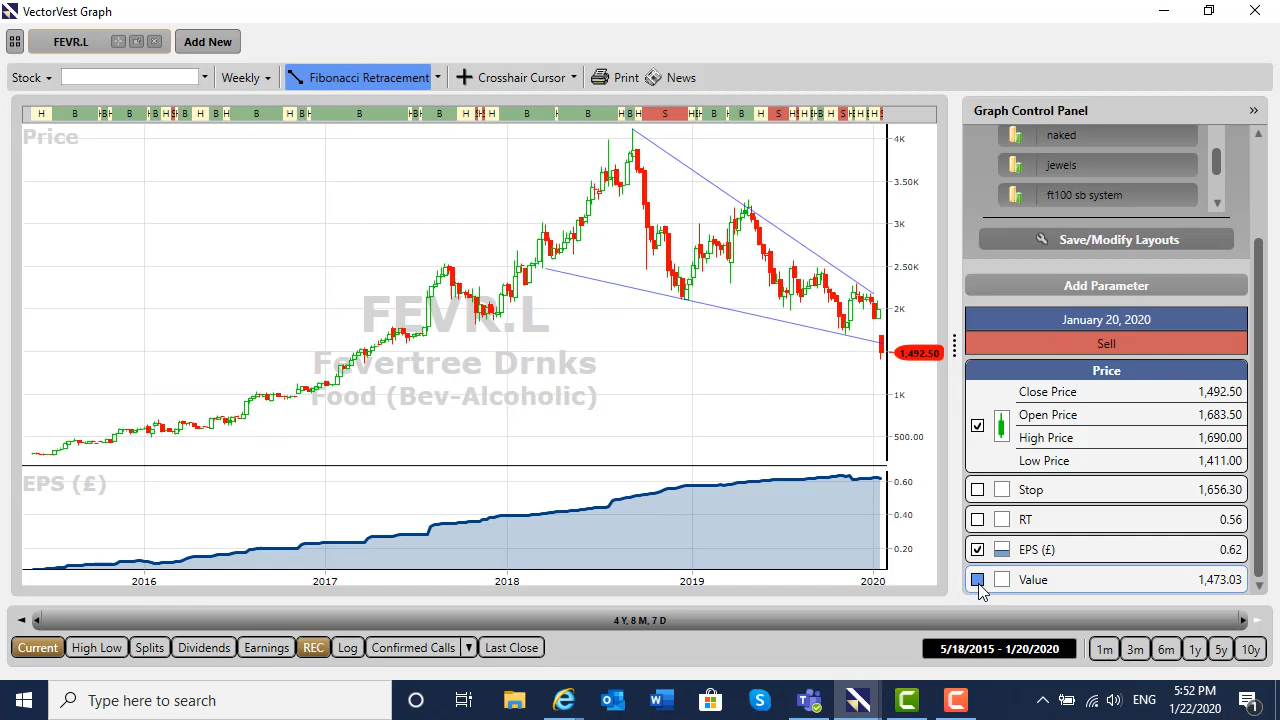 VectorVest Graph
FEVR.L
Add New
Stock
Weekly
Fibonacci Retracement
Crosshair Cursor
Print
News
H B H B H B H S H B H B H B H B H B H S H B H B H B H S H B H B H S H B H S H H H S
Price
4K
3.50K
3K
2.50K
2K
1,492.50
1K
500.00
FEVR.L
Fevertree Drnks
Food (Bev-Alcoholic)
EPS (£)
0.60
0.40
0.20
2016
2017
2018
2019
2020
Graph Control Panel
naked
jewels
ft100 sb system
Save/Modify Layouts
Add Parameter
January 20, 2020
Sell
Price
Close Price 1,492.50
Open Price 1,683.50
High Price 1,690.00
Low Price 1,411.00
Stop 1,656.30
RT 0.56
EPS (£) 0.62
Value 1,473.03
4 Y, 8 M, 7 D
Current
High Low
Splits
Dividends
Earnings
REC
Log
Confirmed Calls
Last Close
5/18/2015 - 1/20/2020
1m
3m
6m
1y
5y
10y
Type here to search
ENG
5:52 PM
1/22/2020
1